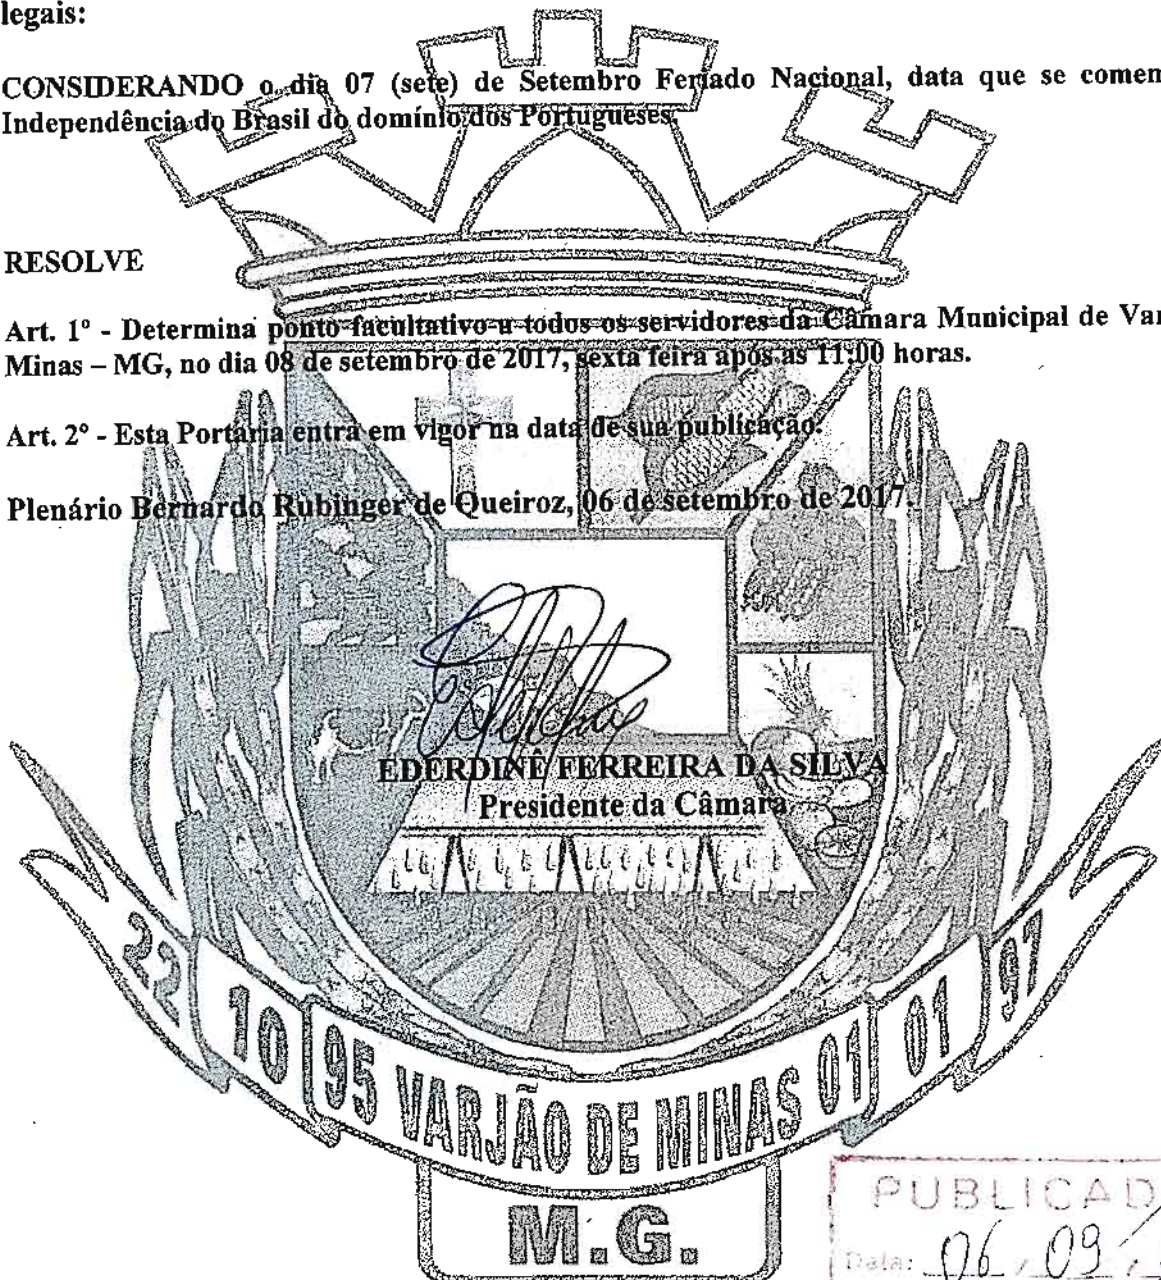 legais:
CONSIDERANDO o dia 07 (sete) de Setembro Feriado Nacional, data que se comem
Independência do Brasil do domínio dos Portugueses.
RESOLVE
Art. 1º - Determina ponto facultativo a todos os servidores da Câmara Municipal de Var
Minas – MG, no dia 08 de setembro de 2017, sexta feira após as 11:00 horas.
Art. 2º - Esta Portaria entra em vigor na data de sua publicação.
Plenário Bernardo Rubinger de Queiroz, 06 de setembro de 2017.
EDERDINÊ FERREIRA DA SILVA
Presidente da Câmara
22 10 95 VARJÃO DE MINAS 01 01 97
M.G.
PUBLICAD
Data: 06 / 09 /